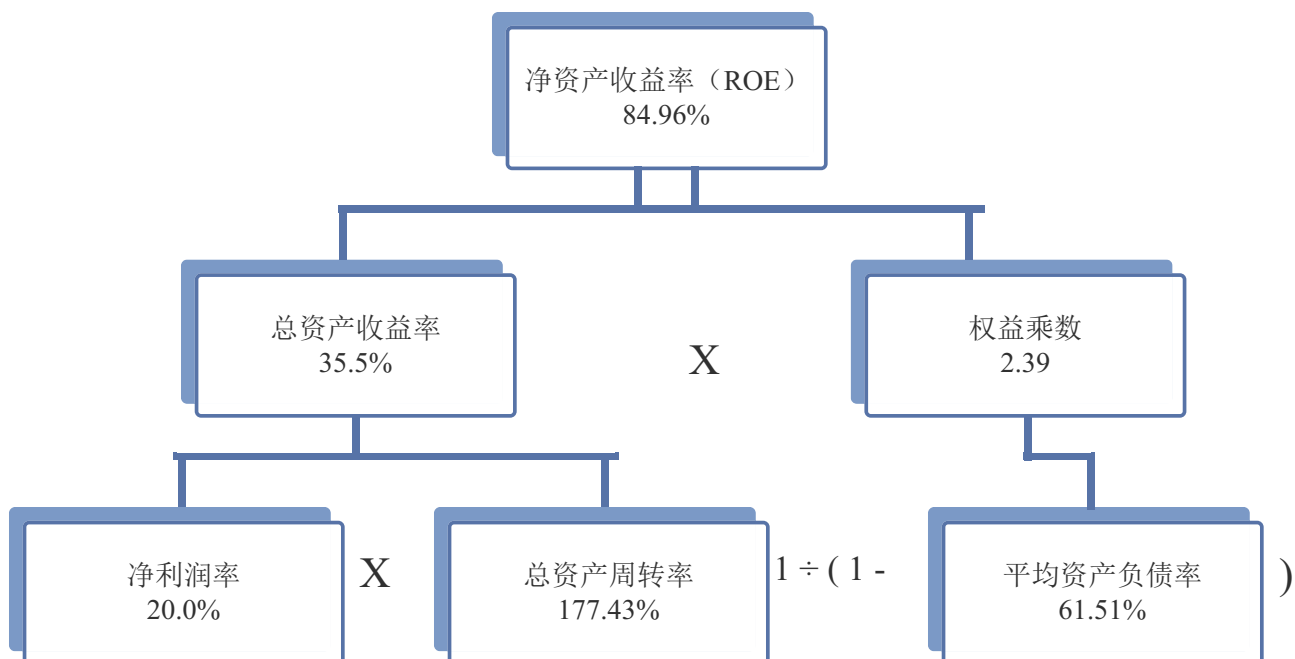 净资产收益率（ROE）
84.96%
总资产收益率
35.5%
X
权益乘数
2.39
净利润率
20.0%
X
总资产周转率
177.43%
1 ÷ ( 1 -
平均资产负债率
61.51%
)